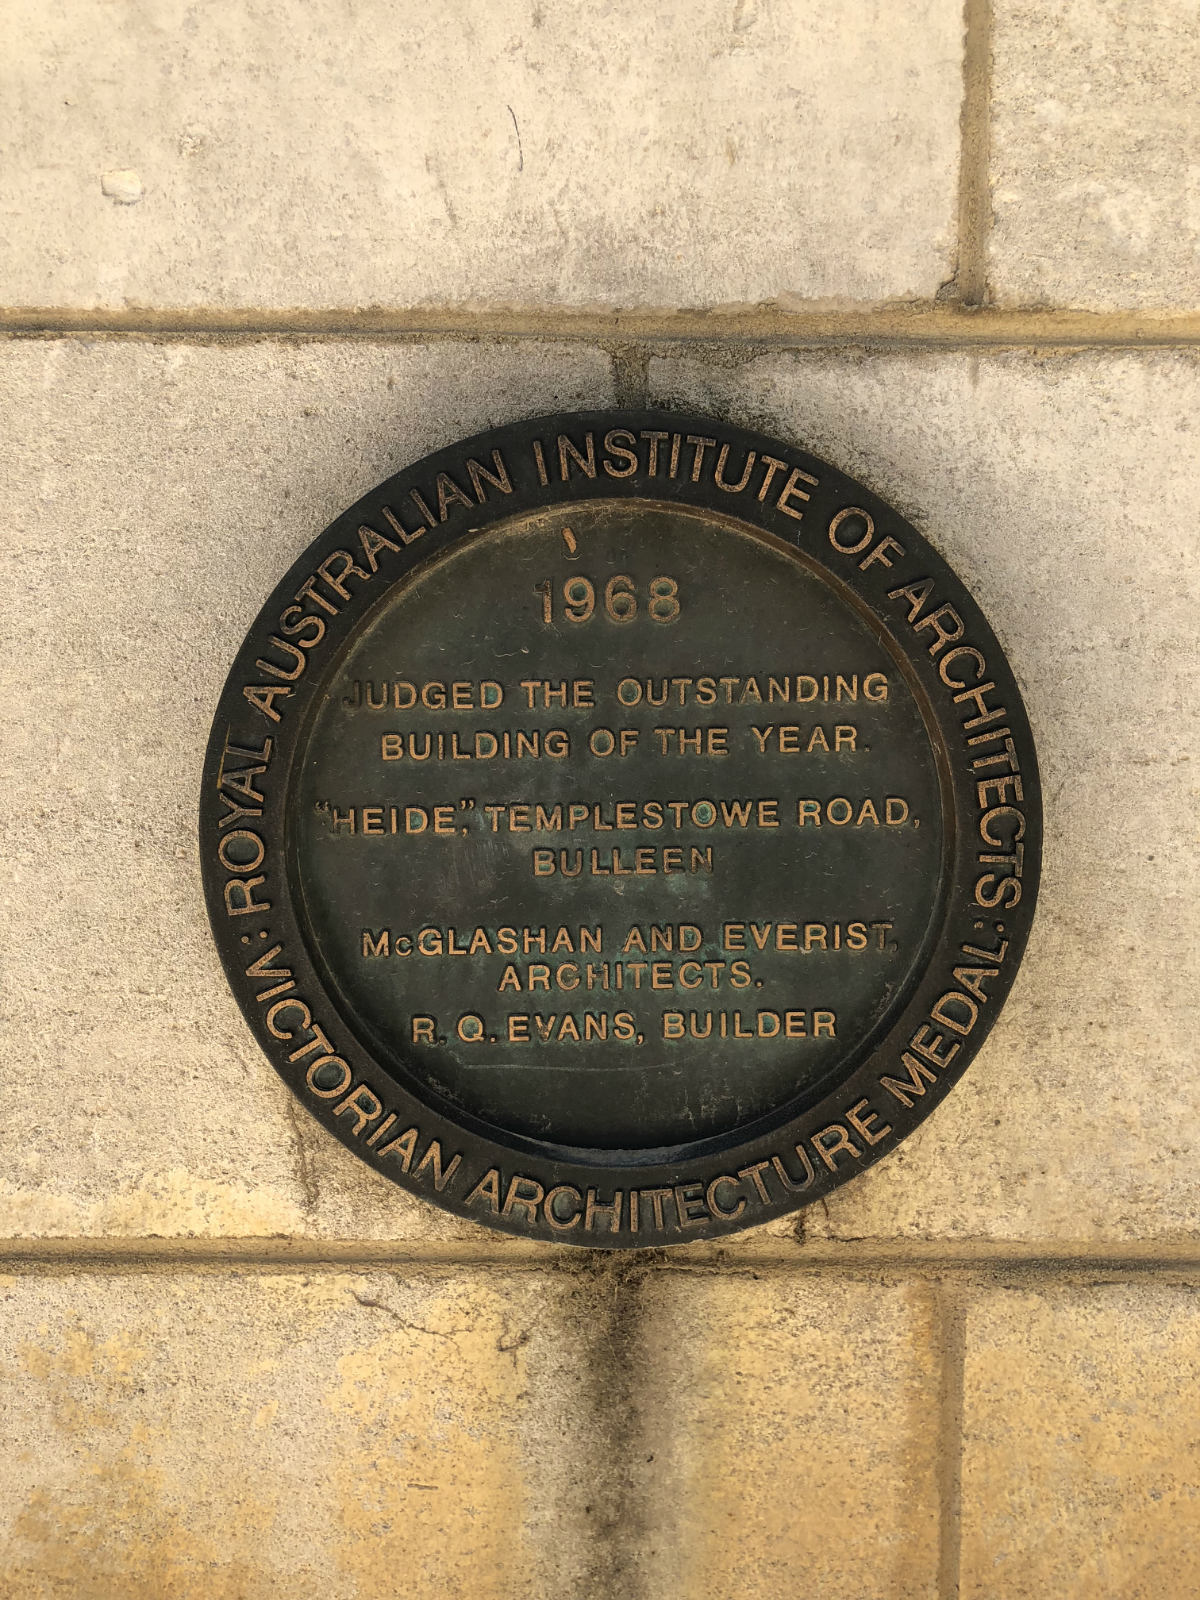 ROYAL AUSTRALIAN INSTITUTE OF ARCHITECTS:
VICTORIAN ARCHITECTURE MEDAL:
1968
JUDGED THE OUTSTANDING
BUILDING OF THE YEAR.
"HEIDE", TEMPLESTOWE ROAD,
BULLEEN
McGLASHAN AND EVERIST,
ARCHITECTS.
R. Q. EVANS, BUILDER